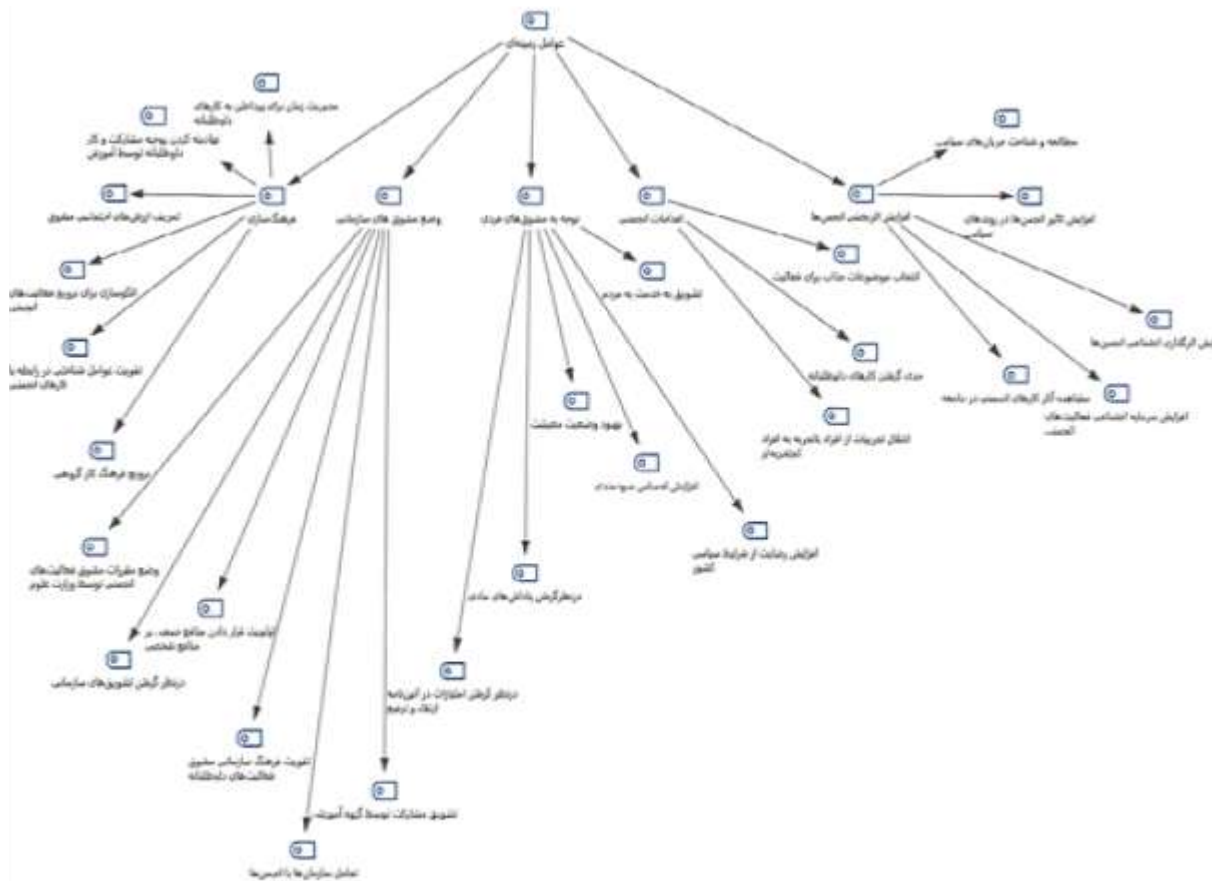 عوامل زمینه‌ای
مدیریت زمان برای پرداختن به کارهای
داوطلبانه
نهادینه کردن روحیه مشارکت و کار
داوطلبانه توسط آموزش
مطالعه و شناخت جریان‌های سیاسی
فرهنگ‌سازی
وضع مشوق های سازمانی
توجه به مشوق‌های فردی
اقدامات انجمنی
افزایش اثربخشی انجمن‌ها
تعریف ارزش‌های اجتماعی مشوق
افزایش تاثیر انجمن‌ها در روندهای
سیاسی
الگوسازی برای ترویج فعالیت‌های
انجمنی
تشویق به خدمت به مردم
انتخاب موضوعات جذاب برای فعالیت
تقویت عوامل شناختی در رابطه با
کارهای انجمنی
یش اثرگذاری اجتماعی انجمن‌ها
جدی گرفتن کارهای داوطلبانه
مشاهده آثار کارهای انجمنی در جامعه
افزایش سرمایه اجتماعی فعالیت‌های
انجمنی
بهبود وضعیت معیشت
انتقال تجربیات از افراد باتجربه به افراد
کم‌تجربه‌تر
ترویج فرهنگ کار گروهی
افزایش احساس سودمندی
وضع مقررات مشوق فعالیت‌های
انجمنی توسط وزارت علوم
افزایش رضایت از شرایط سیاسی
کشور
درنظرگرفتن پاداش‌های مادی
اولویت قرار دادن منافع جمعی بر
منافع شخصی
درنظر گرفتن تشویق‌های سازمانی
درنظر گرفتن امتیازات در آئین‌نامه
ارتقاء و ترفیع
تقویت فرهنگ سازمانی مشوق
فعالیت‌های داوطلبانه
تشویق مشارکت توسط گروه آموزشی
تعامل سازمان‌ها با انجمن‌ها